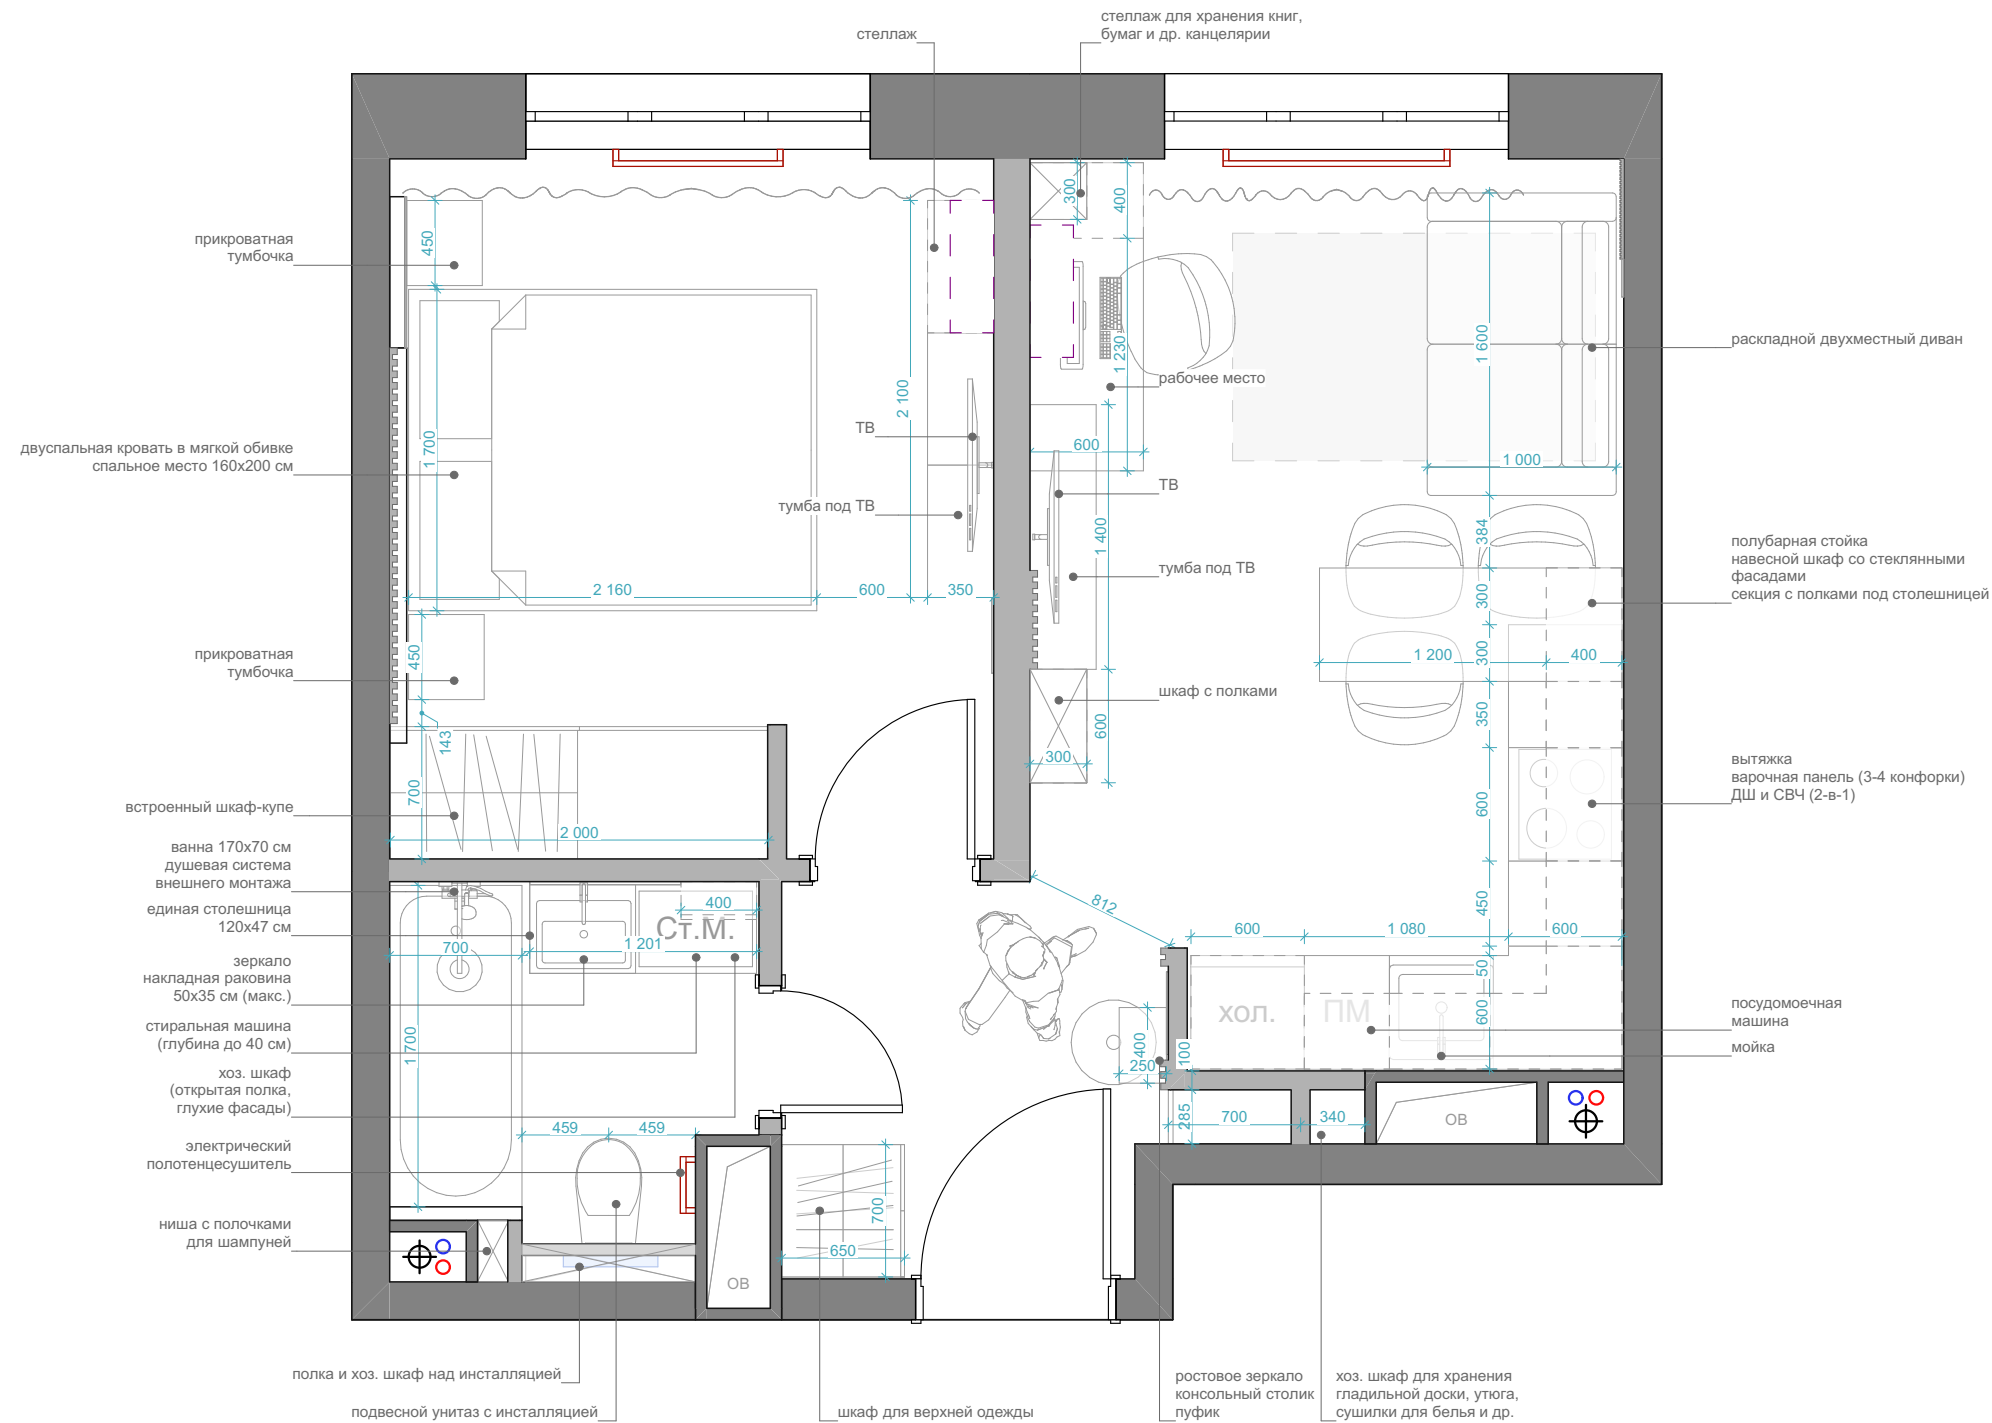 стеллаж для хранения книг,
бумаг и др. канцелярии
стеллаж
300
400
450
прикроватная
тумбочка
1 600
раскладной двухместный диван
1 230
рабочее место
2 100
ТВ
1 700
двуспальная кровать в мягкой обивке
спальное место 160х200 см
600
1 000
ТВ
тумба под ТВ
1 400
384
полубарная стойка
навесной шкаф со стеклянными
фасадами
секция с полками под столешницей
тумба под ТВ
2 160
600
350
300
450
прикроватная
тумбочка
1 200
300
400
шкаф с полками
600
350
143
300
вытяжка
варочная панель (3-4 конфорки)
ДШ и СВЧ (2-в-1)
700
600
встроенный шкаф-купе
2 000
ванна 170х70 см
душевая система
внешнего монтажа
812
450
400
единая столешница
120х47 см
Ст.М.
700
1 201
600
1 080
600
зеркало
накладная раковина
50х35 см (макс.)
50
хол.
ПМ
600
посудомоечная
машина
мойка
стиральная машина
(глубина до 40 см)
1 700
400
250
100
хоз. шкаф
(открытая полка,
глухие фасады)
285
700
340
ОВ
459
459
электрический
полотенцесушитель
700
ниша с полочками
для шампуней
650
ОВ
полка и хоз. шкаф над инсталляцией
подвесной унитаз с инсталляцией
шкаф для верхней одежды
ростовое зеркало
консольный столик
пуфик
хоз. шкаф для хранения
гладильной доски, утюга,
сушилки для белья и др.